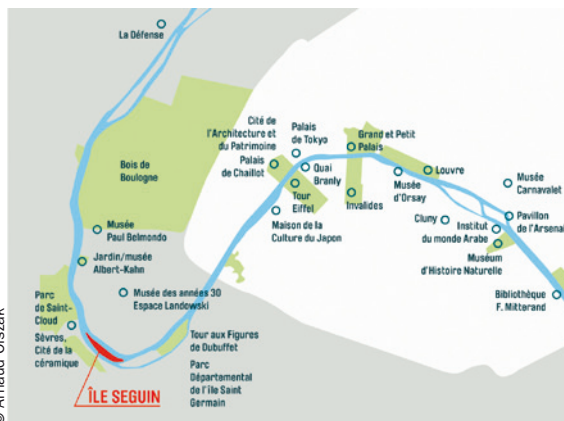 La Défense
Bois de
Boulogne
Cité de
l'Architecture et
du Patrimoine
Palais
de Chaillot
Palais
de Tokyo
Quai
Branly
Tour
Eiffel
Maison de la
Culture du Japon
Grand et Petit
Palais
Invalides
Musée
d'Orsay
Louvre
Musée
Carnavalet
Cluny
Institut
du monde Arabe
Pavillon
de l'Arsenal
Muséum
d'Histoire Naturelle
Bibliothèque
F. Mitterand
Musée
Paul Belmondo
Jardin/musée
Albert-Kahn
Musée des années 30
Espace Landowski
Parc
de Saint-
Cloud
Sèvres,
Cité de la
céramique
Tour aux Figures
de Dubuffet
Parc
Départemental
de l'île Saint
Germain
ÎLE SEGUIN